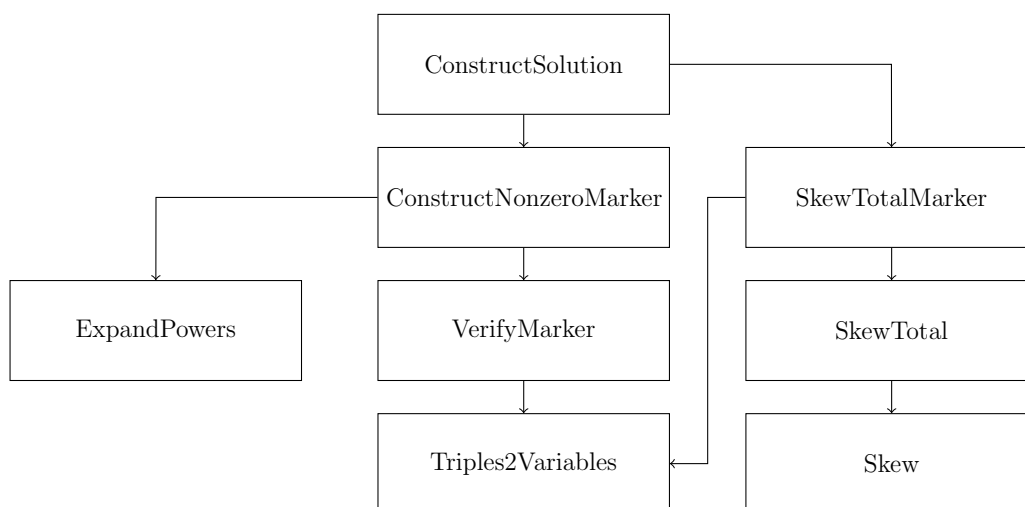 ConstructSolution
ConstructNonzeroMarker
SkewTotalMarker
ExpandPowers
VerifyMarker
SkewTotal
Triples2Variables
Skew